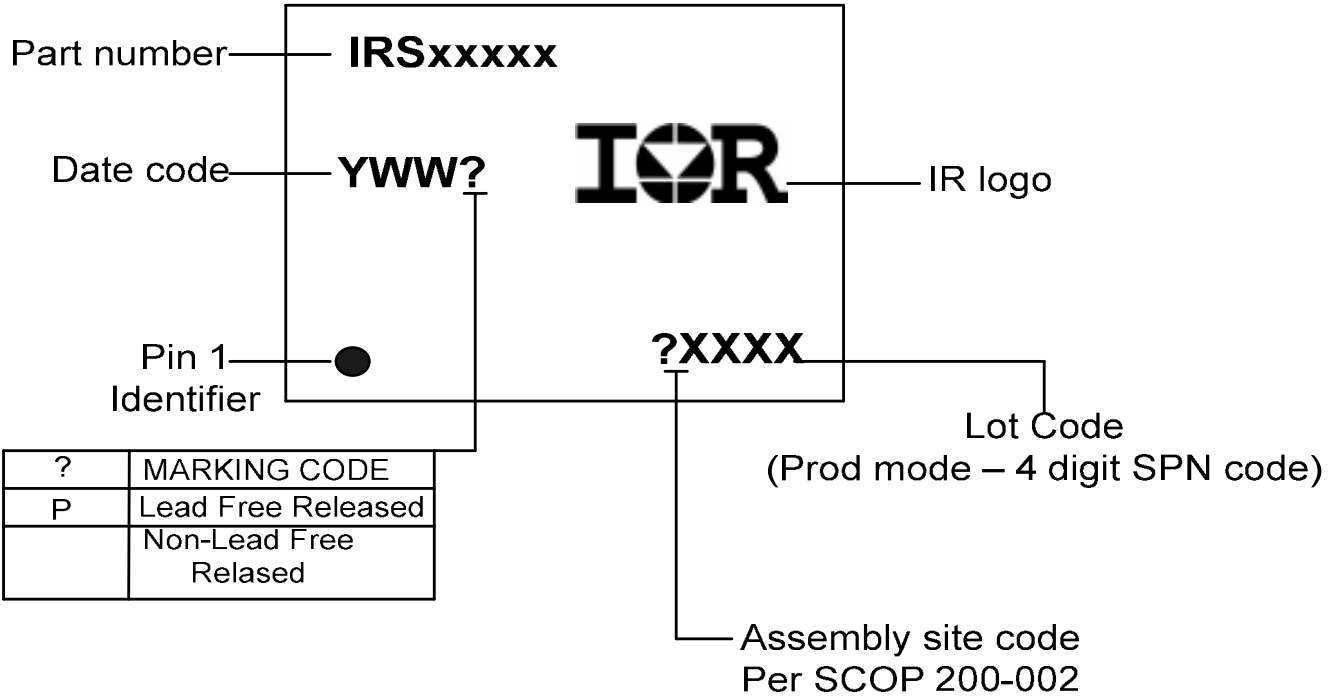 Part number
IRSxxxxx
Date code
YWW?
IOR
IR logo
Pin 1
Identifier
?XXXX
Lot Code
(Prod mode – 4 digit SPN code)
? MARKING CODE
P Lead Free Released
Non-Lead Free
Relased
Assembly site code
Per SCOP 200-002